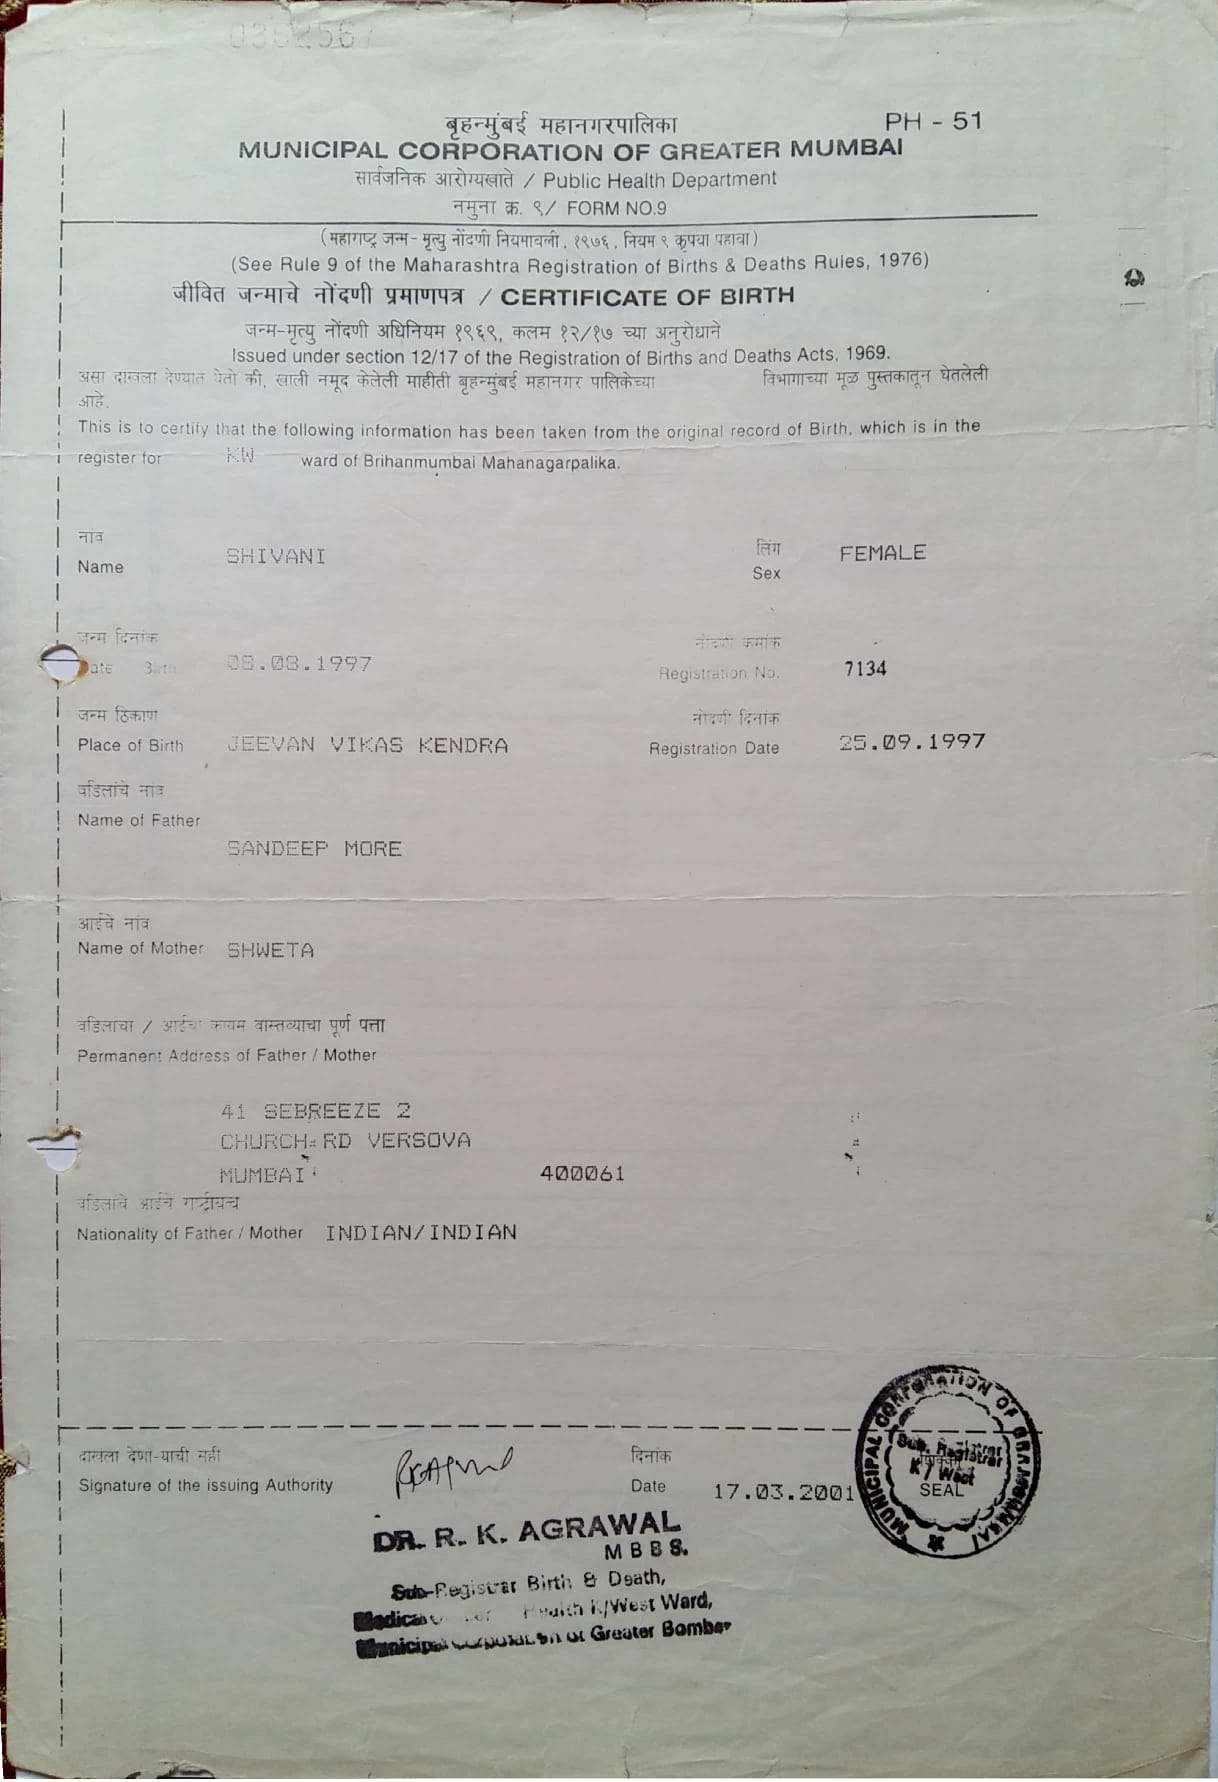 0302567
बृहन्मुंबई महानगरपालिका
PH - 51
MUNICIPAL CORPORATION OF GREATER MUMBAI
सार्वजनिक आरोग्यखाते / Public Health Department
नमुना क्र. ९/ FORM NO.9
(महाराष्ट्र जन्म-मृत्यु नोंदणी नियमावली, १९७६, नियम ९ कृपया पहावा)
(See Rule 9 of the Maharashtra Registration of Births & Deaths Rules, 1976)
जीवित जन्माचे नोंदणी प्रमाणपत्र / CERTIFICATE OF BIRTH
जन्म-मृत्यु नोंदणी अधिनियम १९६९, कलम १२/१७ च्या अनुरोधाने
Issued under section 12/17 of the Registration of Births and Deaths Acts, 1969.
असा दाखला देण्यात येतो की, खाली नमूद केलेली माहीती बृहन्मुंबई महानगर पालिकेच्या विभागाच्या मूळ पुस्तकातून घेतलेली
आहे.
This is to certify that the following information has been taken from the original record of Birth, which is in the
register for KW ward of Brihanmumbai Mahanagarpalika.
नांव
Name SHIVANI
लिंग
Sex FEMALE
जन्म दिनांक
Date Birth 08.08.1997
नोंदणी क्रमांक
Registration No. 7134
जन्म ठिकाण
Place of Birth JEEVAN VIKAS KENDRA
नोंदणी दिनांक
Registration Date 25.09.1997
वडिलांचे नांव
Name of Father
SANDEEP MORE
आईचे नांव
Name of Mother SHWETA
वडिलाचा / आईचा कायम वास्तव्याचा पूर्ण पत्ता
Permanent Address of Father / Mother
41 SEBREEZE 2
CHURCH RD VERSOVA
MUMBAI 400061
वडिलांचे आईचे राष्ट्रीयत्व
Nationality of Father / Mother INDIAN/INDIAN
दाखला देणा-याची सही
Signature of the issuing Authority
दिनांक
Date 17.03.2001
MUNICIPAL CORPORATION OF GR. MUMBAI
Sub. Registrar
K / West
SEAL
DR. R. K. AGRAWAL
M B B S.
Sub-Registrar Birth & Death,
Medical Health K/West Ward,
Municipal Corporation of Greater Bombay